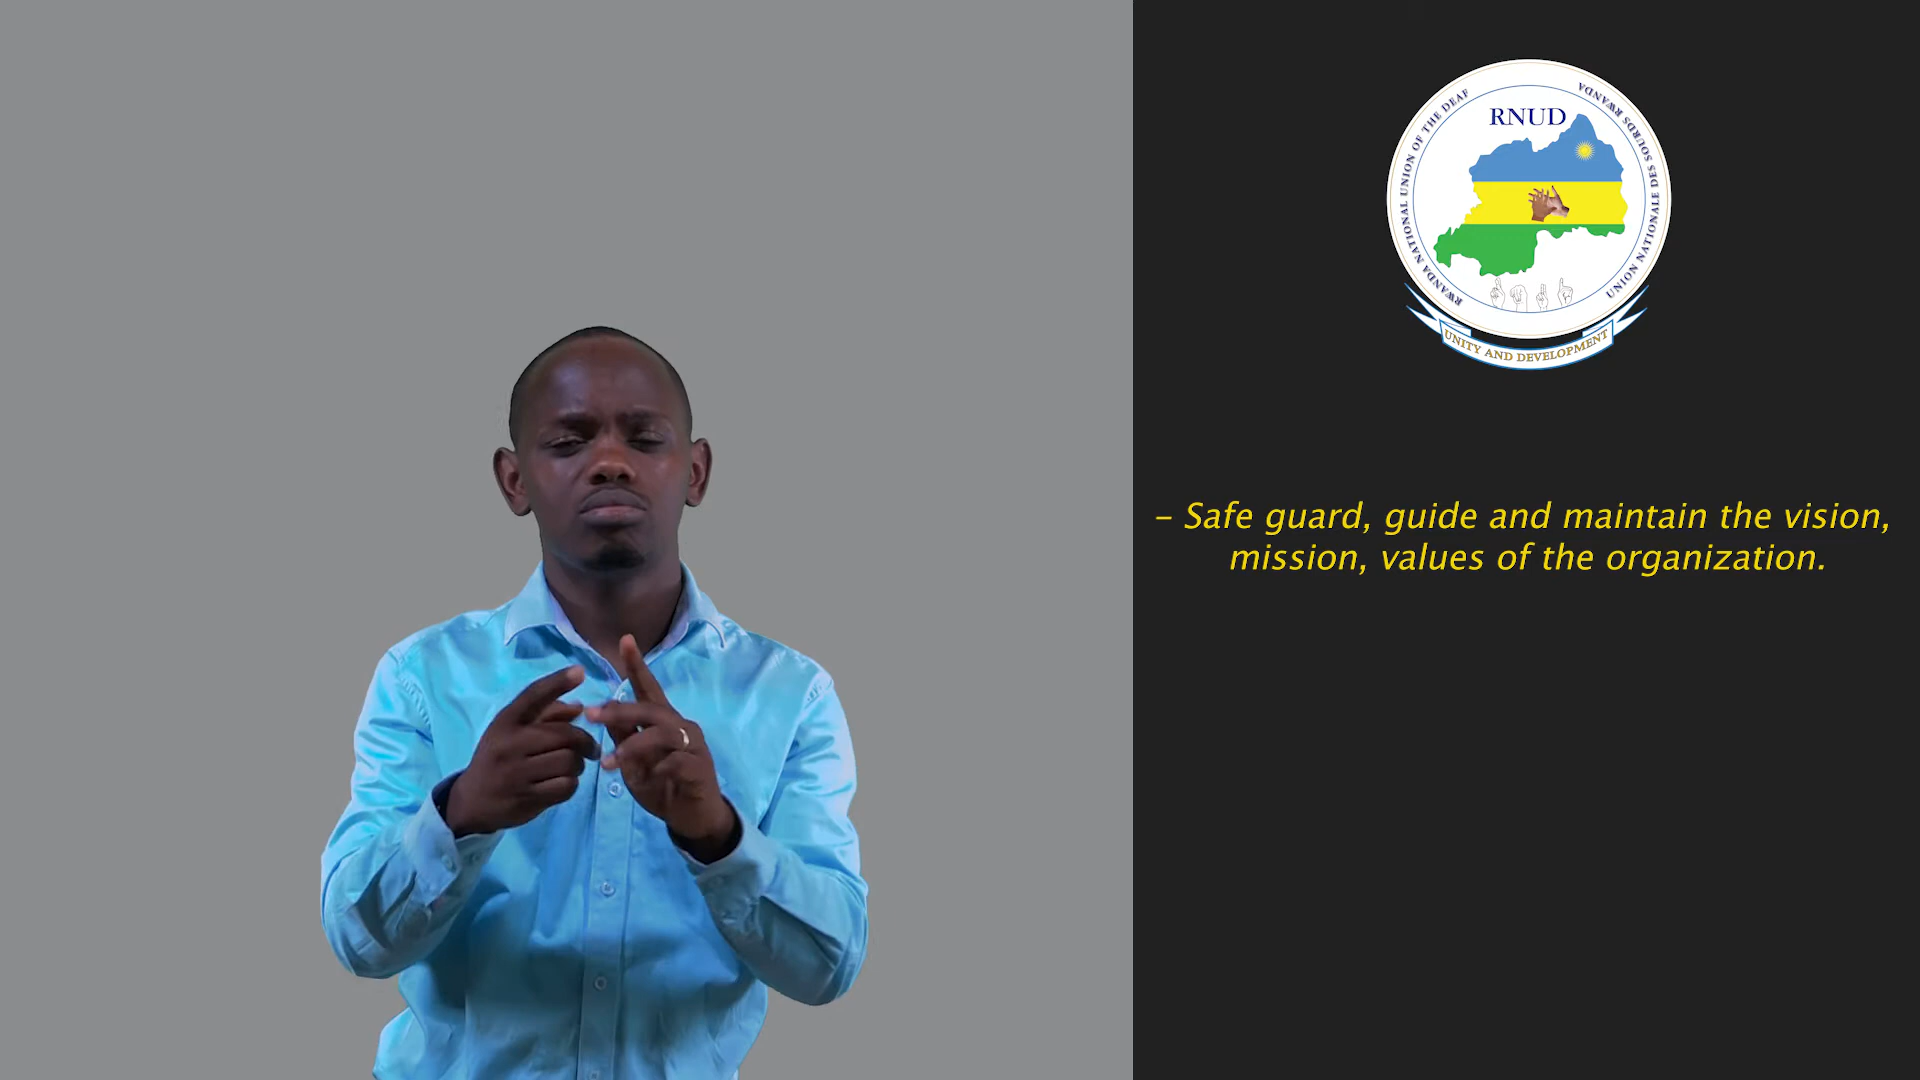 RWANDA NATIONAL UNION OF THE DEAF
UNION NATIONALE DES SOURDS RWANDA
RNUD
UNITY AND DEVELOPMENT
– Safe guard, guide and maintain the vision,
mission, values of the organization.